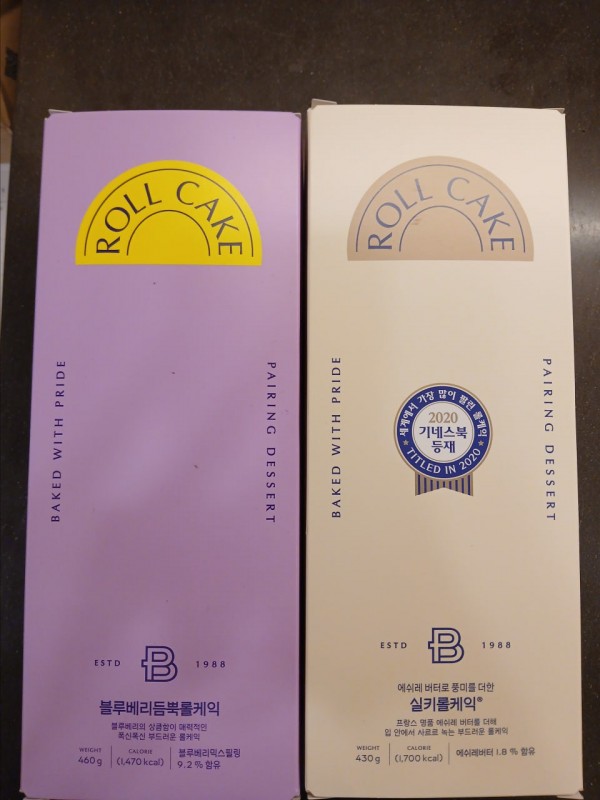 ROLL CAKE
BAKED WITH PRIDE
PAIRING DESSERT
ESTD B 1988
블루베리듬뿍롤케익
블루베리의 상큼함이 매력적인
폭신폭신 부드러운 롤케익
WEIGHT
460 g
CALORIE
(1,470 kcal)
블루베리믹스필링
9.2 % 함유
ROLL CAKE
BAKED WITH PRIDE
PAIRING DESSERT
세계에서 가장 많이 팔린 롤케익
2020
기네스북
등재
TITLED IN 2020
ESTD B 1988
에쉬레 버터로 풍미를 더한
실키롤케익®
프랑스 명품 에쉬레 버터를 더해
입 안에서 사르르 녹는 부드러운 롤케익
WEIGHT
430 g
CALORIE
(1,700 kcal)
에쉬레버터 1.8 % 함유